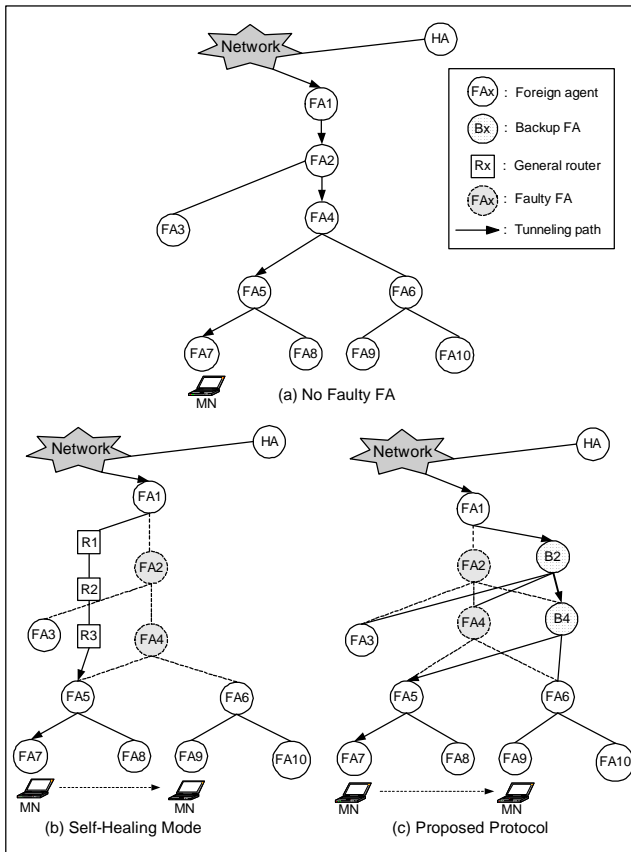 Network
HA
FA1
FA2
FA3
FA4
FA5
FA6
FA7
FA8
FA9
FA10
MN
(a) No Faulty FA
FAx : Foreign agent
Bx : Backup FA
Rx : General router
FAx : Faulty FA
: Tunneling path
Network
HA
FA1
R1
FA2
R2
FA3
R3
FA4
FA5
FA6
FA7
FA8
FA9
FA10
MN
MN
(b) Self-Healing Mode
Network
HA
FA1
B2
FA2
FA4
B4
FA3
FA5
FA6
FA7
FA8
FA9
FA10
MN
MN
(c) Proposed Protocol